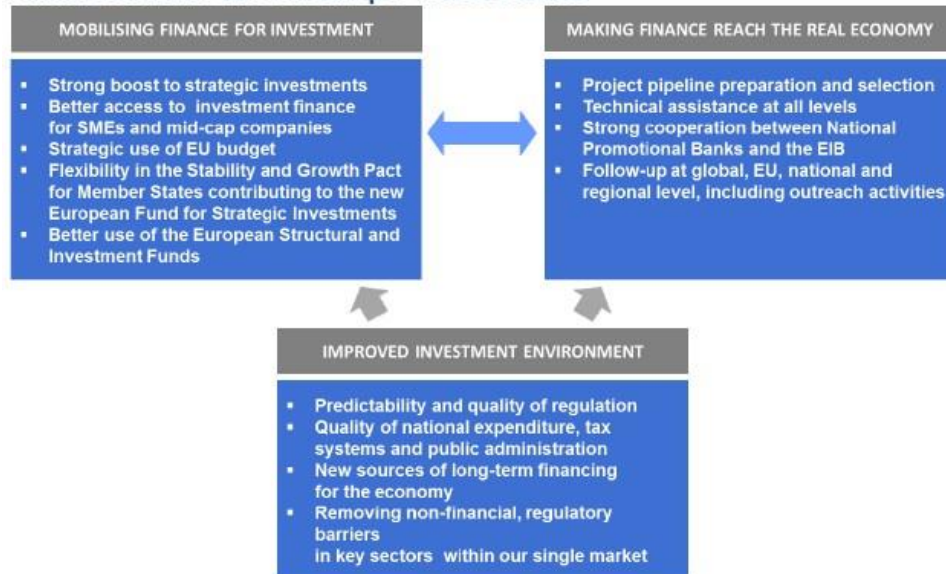 MOBILISING FINANCE FOR INVESTMENT
▪ Strong boost to strategic investments
▪ Better access to investment finance
for SMEs and mid-cap companies
▪ Strategic use of EU budget
▪ Flexibility in the Stability and Growth Pact
for Member States contributing to the new
European Fund for Strategic Investments
▪ Better use of the European Structural and
Investment Funds
MAKING FINANCE REACH THE REAL ECONOMY
▪ Project pipeline preparation and selection
▪ Technical assistance at all levels
▪ Strong cooperation between National
Promotional Banks and the EIB
▪ Follow-up at global, EU, national and
regional level, including outreach activities
IMPROVED INVESTMENT ENVIRONMENT
▪ Predictability and quality of regulation
▪ Quality of national expenditure, tax
systems and public administration
▪ New sources of long-term financing
for the economy
▪ Removing non-financial, regulatory
barriers
in key sectors within our single market